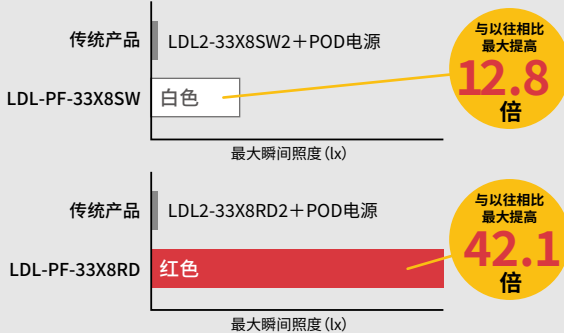 传统产品
LDL2-33X8SW2＋POD电源
LDL-PF-33X8SW
白色
最大瞬间照度（lx）
与以往相比
最大提高
12.8
倍
传统产品
LDL2-33X8RD2＋POD电源
LDL-PF-33X8RD
红色
最大瞬间照度（lx）
与以往相比
最大提高
42.1
倍